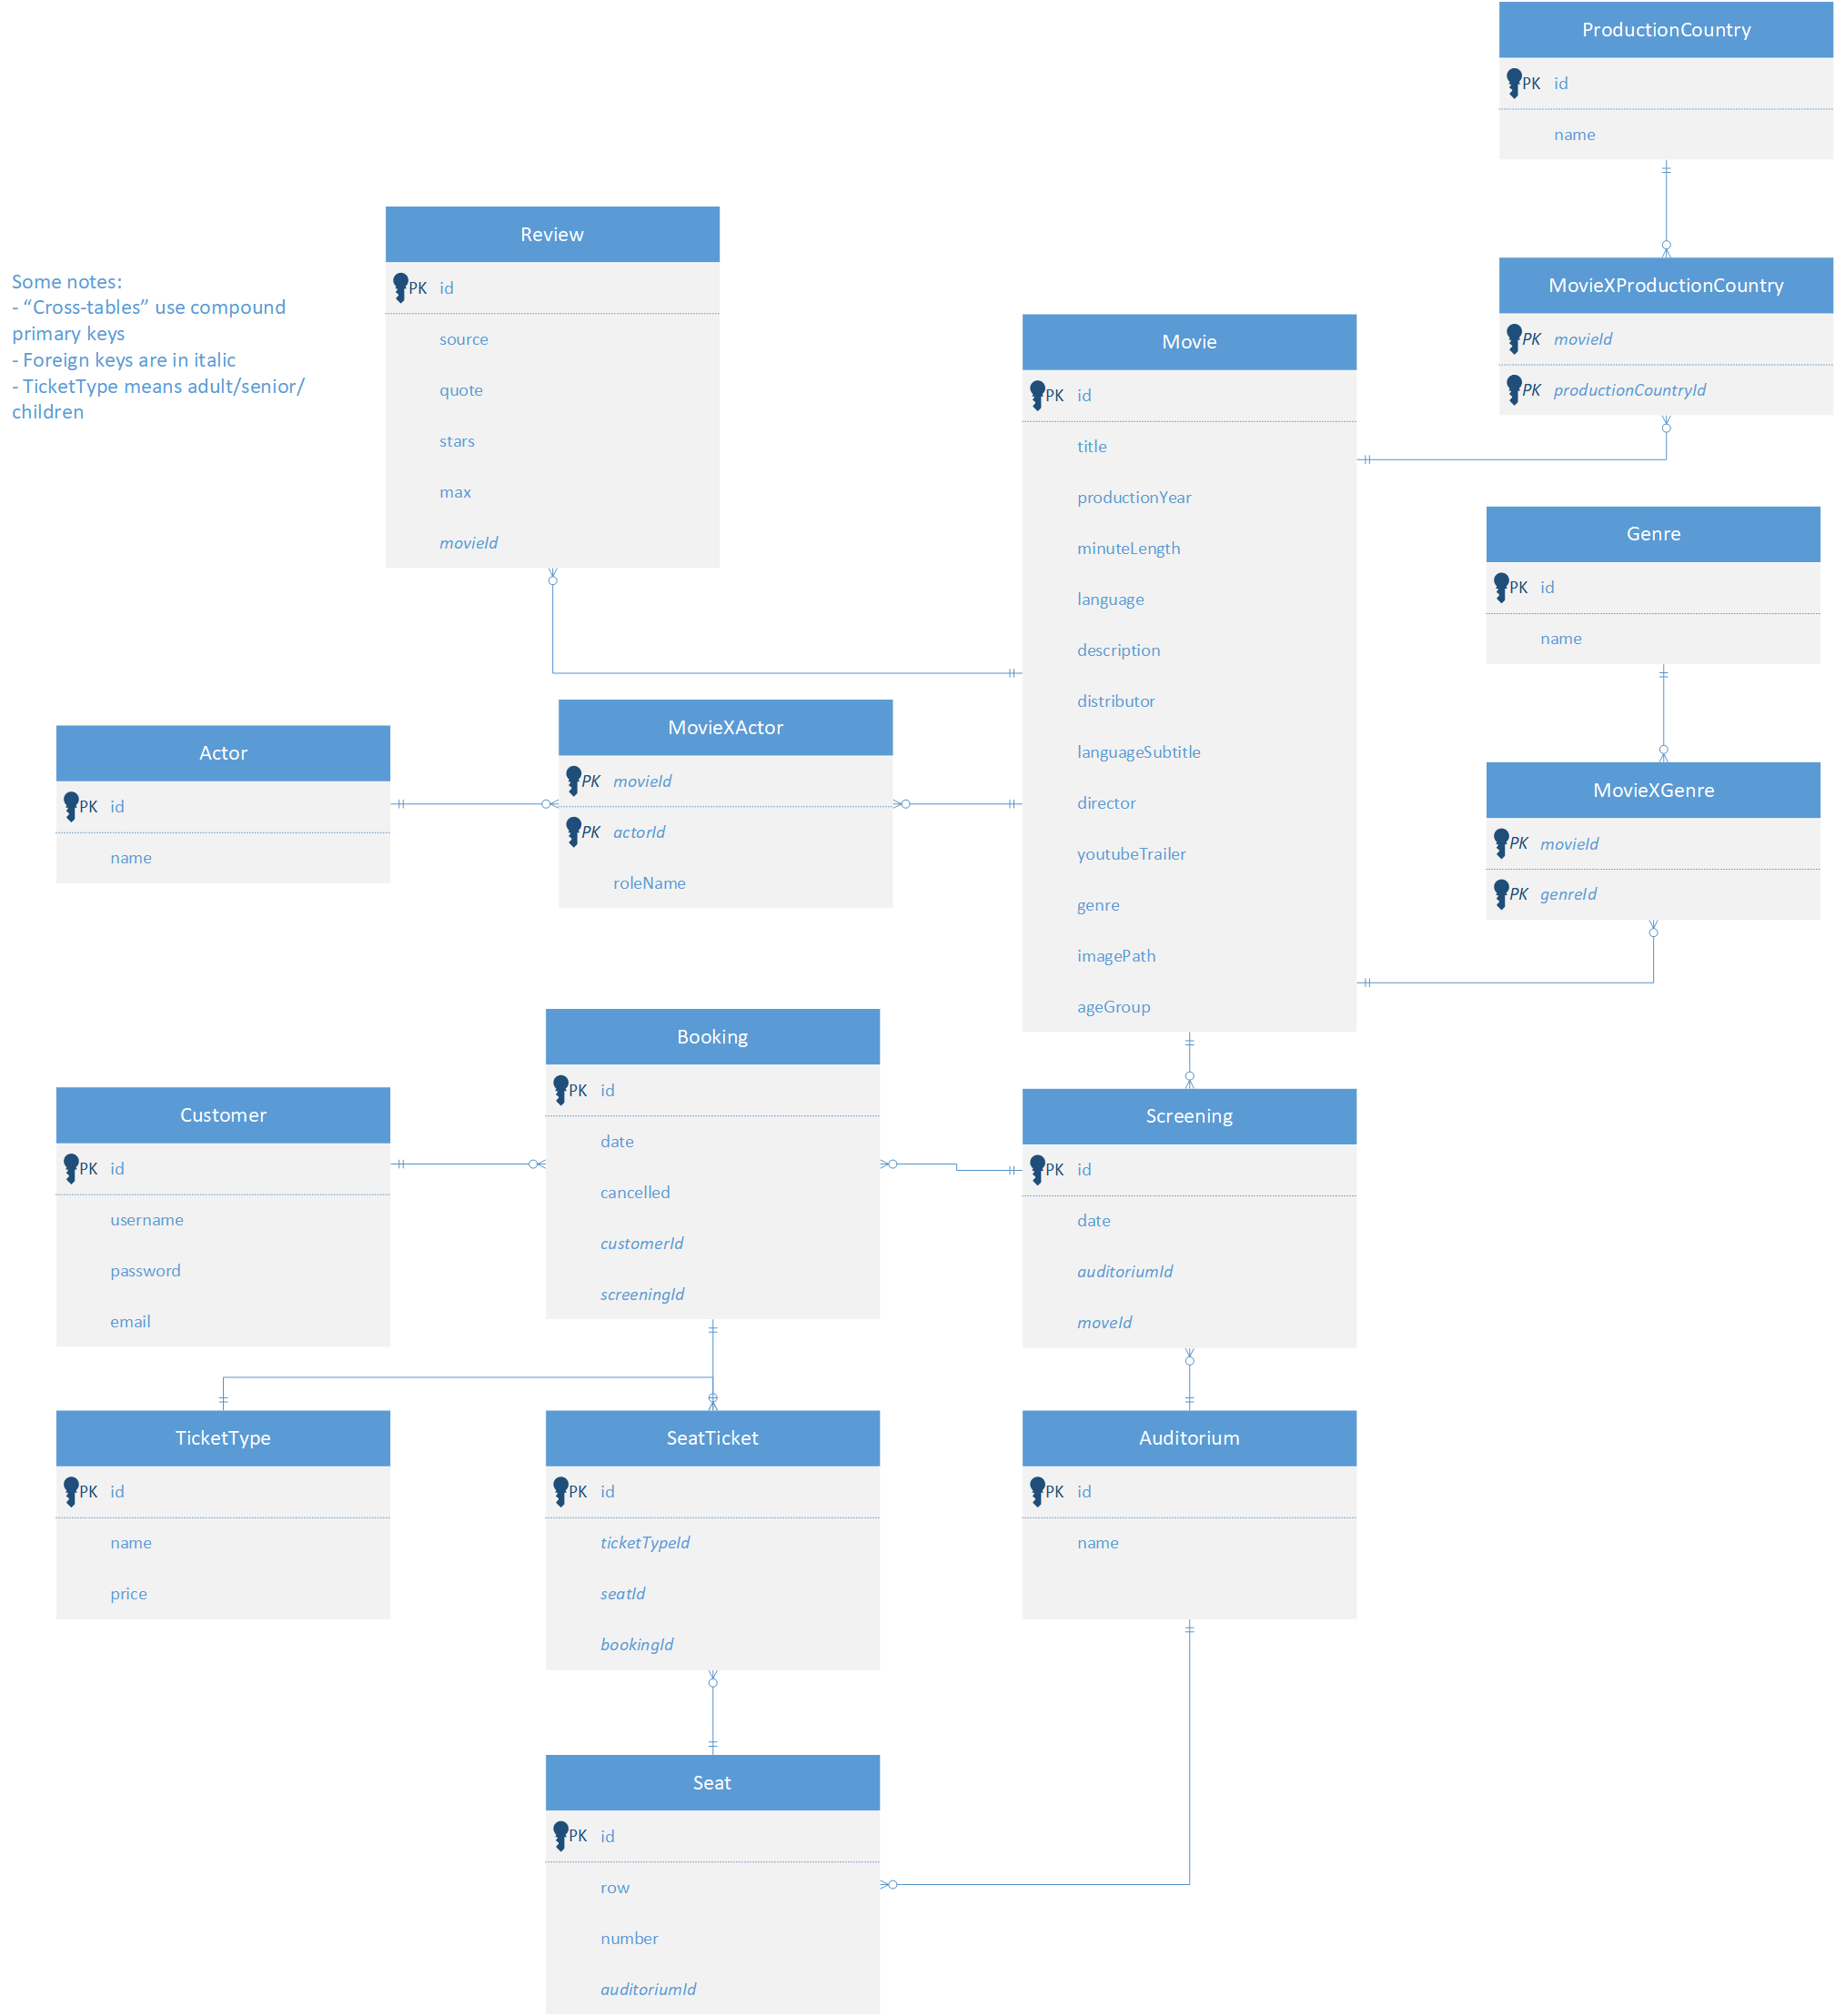 ProductionCountry
PK id
name
Review
PK id
source
quote
stars
max
movieId
Some notes:
- “Cross-tables” use compound
primary keys
- Foreign keys are in italic
- TicketType means adult/senior/
children
MovieXProductionCountry
PK movieId
PK productionCountryId
Movie
PK id
title
productionYear
minuteLength
language
description
distributor
languageSubtitle
director
youtubeTrailer
genre
imagePath
ageGroup
Genre
PK id
name
MovieXActor
PK movieId
PK actorId
roleName
Actor
PK id
name
MovieXGenre
PK movieId
PK genreId
Booking
PK id
date
cancelled
customerId
screeningId
Customer
PK id
username
password
email
Screening
PK id
date
auditoriumId
moveId
TicketType
PK id
name
price
SeatTicket
PK id
ticketTypeId
seatId
bookingId
Auditorium
PK id
name
Seat
PK id
row
number
auditoriumId